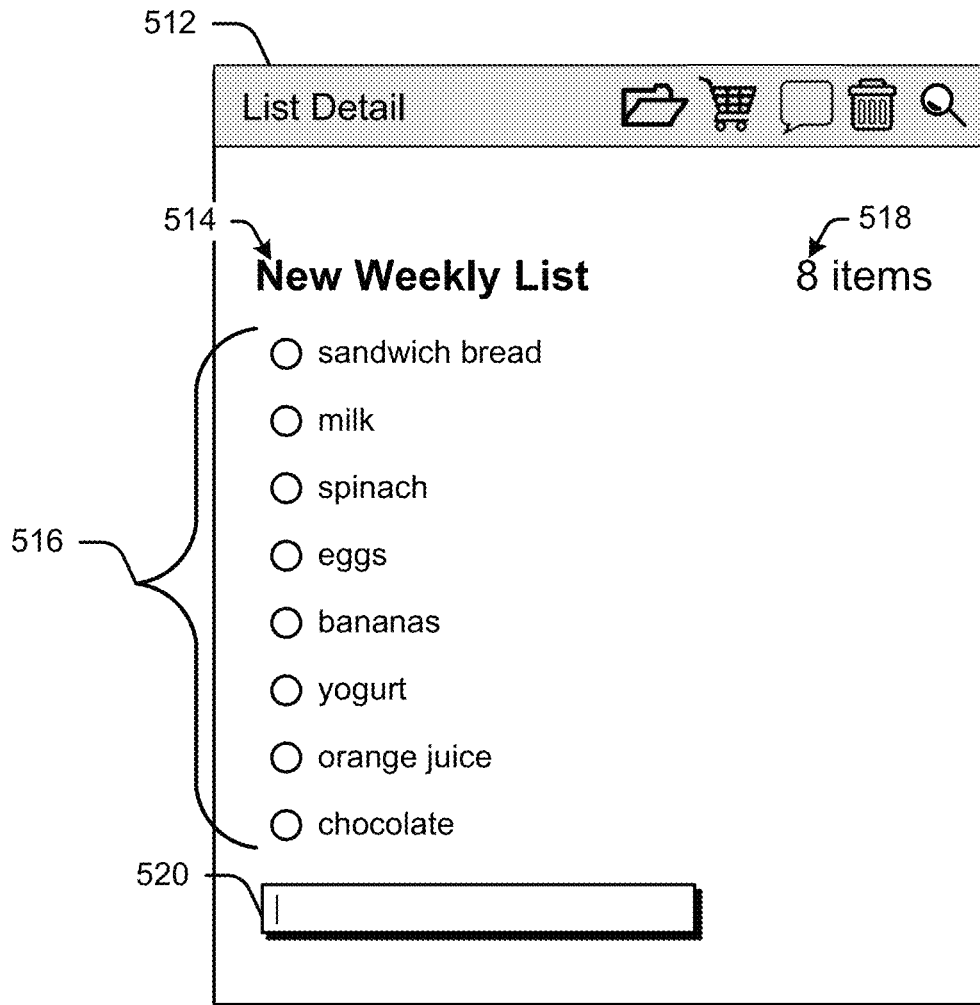 512
List Detail
514
518
New Weekly List
8 items
sandwich bread
milk
spinach
516
eggs
bananas
yogurt
orange juice
chocolate
520